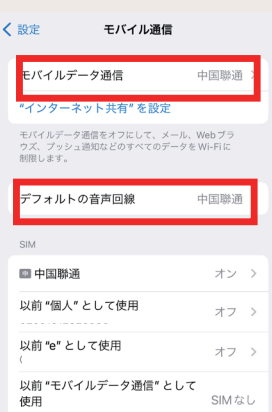 設定
モバイル通信
モバイルデータ通信 中国聯通
“インターネット共有”を設定
モバイルデータ通信をオフにして、メール、Webブラ
ウズ、プッシュ通知などのすべてのデータをWi-Fiに
制限します。
デフォルトの音声回線 中国聯通
SIM
中国聯通 オン
以前“個人”として使用 オフ
以前“e”として使用 オフ
(
以前“モバイルデータ通信”として
使用 SIMなし